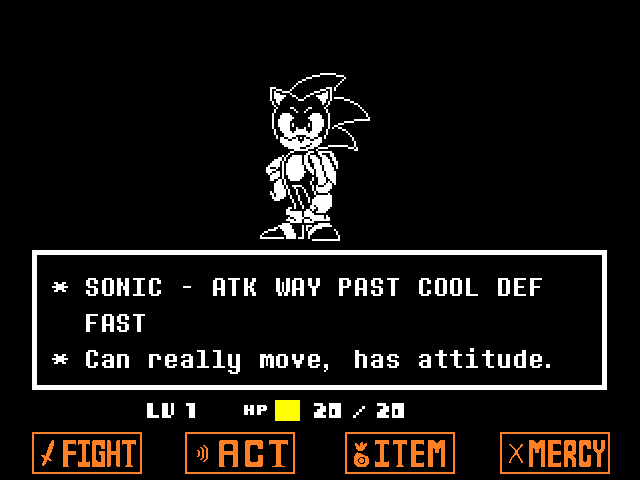 * SONIC - ATK WAY PAST COOL DEF
FAST
* Can really move, has attitude.
LV 1 HP 20 / 20
FIGHT ACT ITEM MERCY